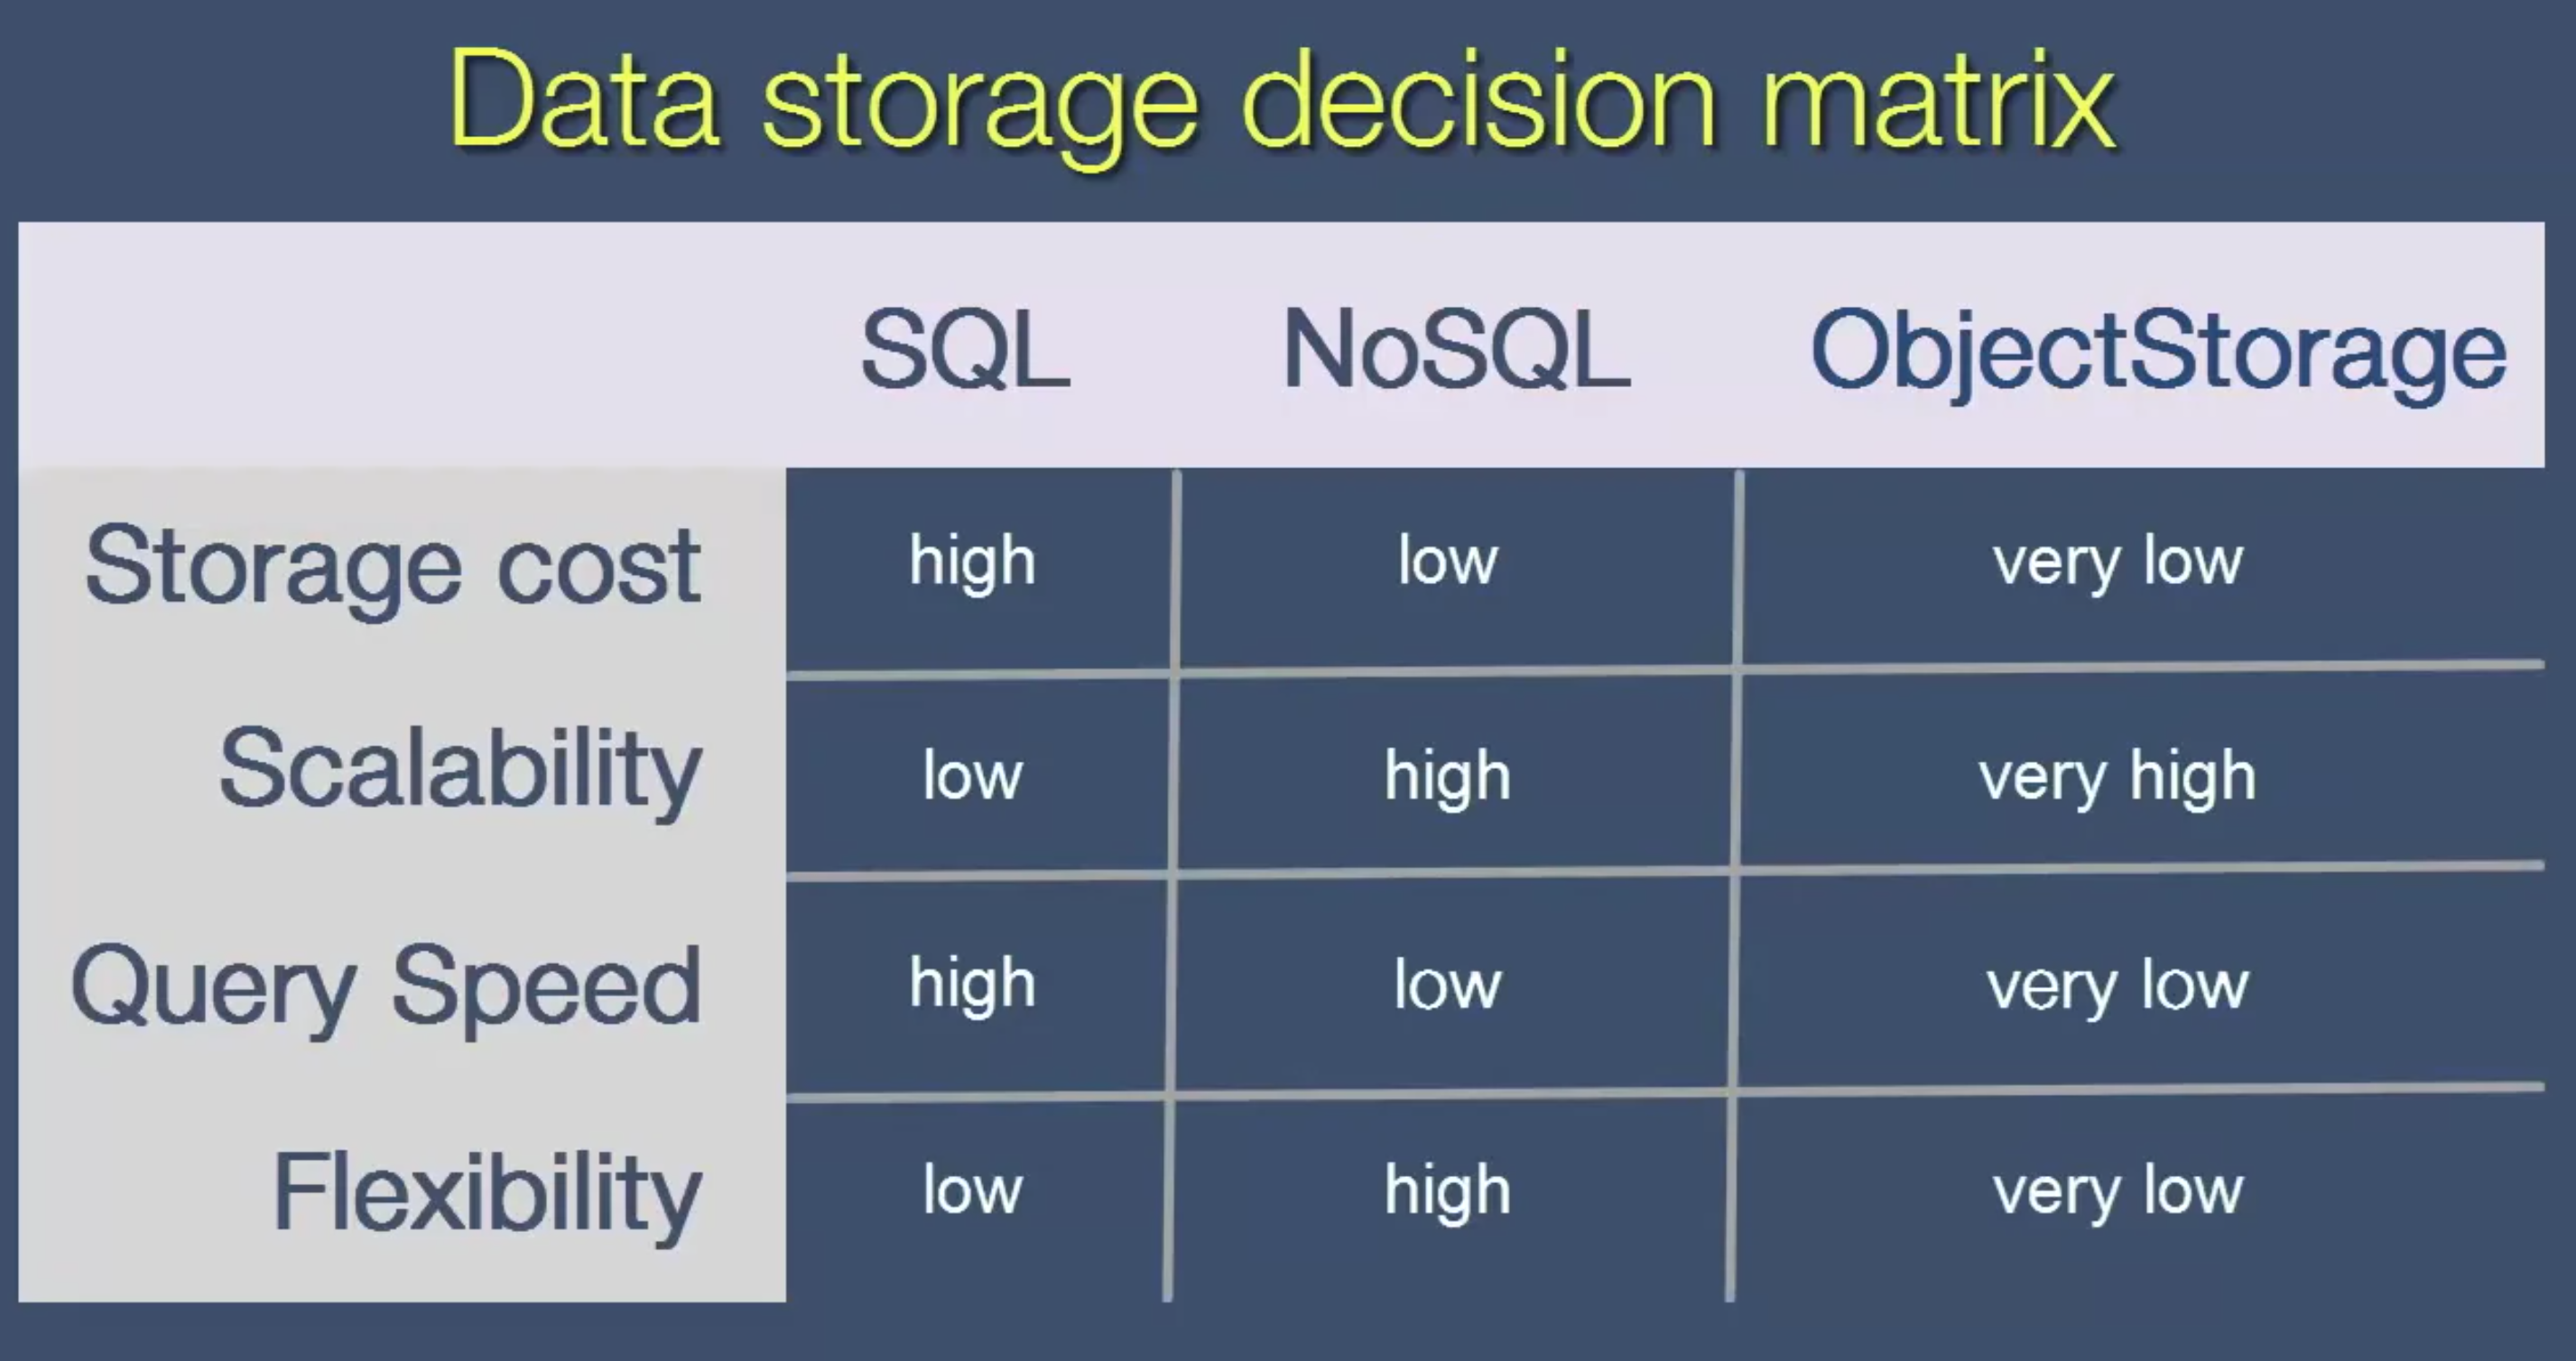 Data storage decision matrix
SQL NoSQL ObjectStorage
Storage cost high low very low
Scalability low high very high
Query Speed high low very low
Flexibility low high very low